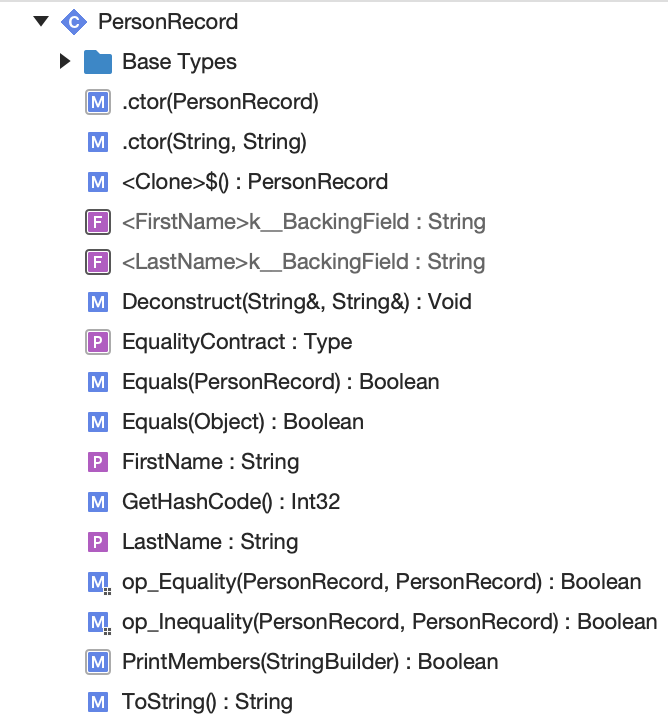 C PersonRecord
Base Types
M .ctor(PersonRecord)
M .ctor(String, String)
M <Clone>$() : PersonRecord
F <FirstName>k__BackingField : String
F <LastName>k__BackingField : String
M Deconstruct(String&, String&) : Void
P EqualityContract : Type
M Equals(PersonRecord) : Boolean
M Equals(Object) : Boolean
P FirstName : String
M GetHashCode() : Int32
P LastName : String
M op_Equality(PersonRecord, PersonRecord) : Boolean
M op_Inequality(PersonRecord, PersonRecord) : Boolean
M PrintMembers(StringBuilder) : Boolean
M ToString() : String